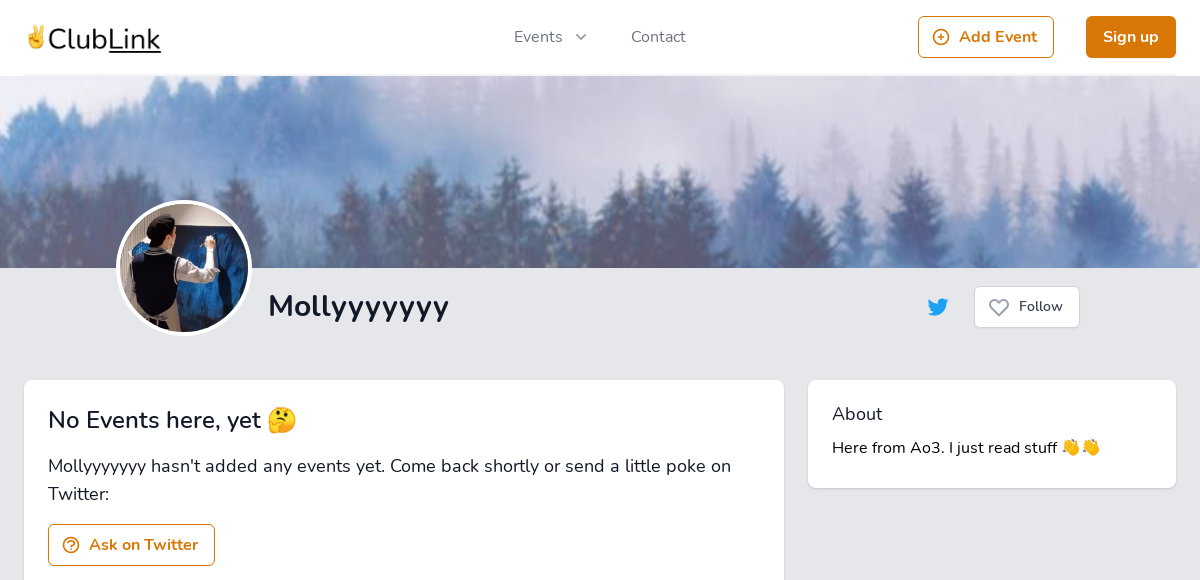 ClubLink
Events
Contact
Add Event
Sign up
Mollyyyyyyy
Follow
No Events here, yet 🤔
Mollyyyyyyy hasn't added any events yet. Come back shortly or send a little poke on
Twitter:
Ask on Twitter
About
Here from Ao3. I just read stuff 👋👋